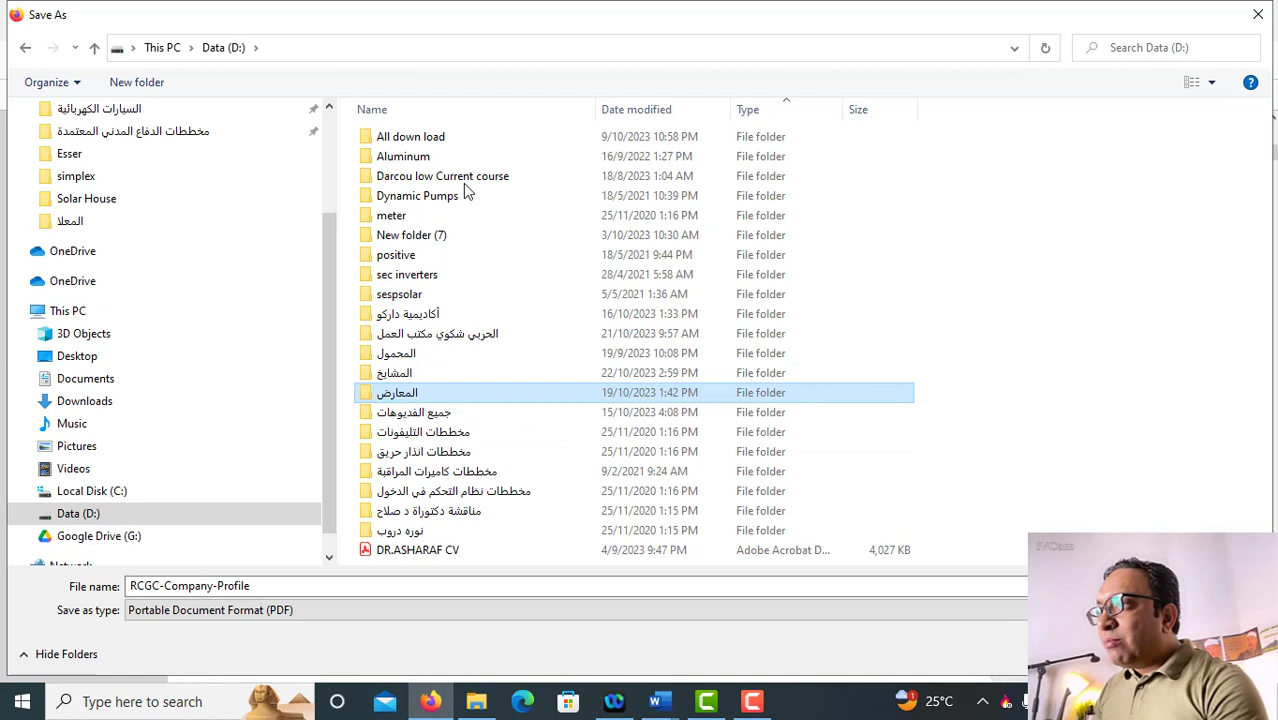 Save As
This PC
Data (D:)
Search Data (D:)
Organize
New folder
السيارات الكهربائية
مخططات الدفاع المدني المعتمدة
Esser
simplex
Solar House
المعلا
OneDrive
OneDrive
This PC
3D Objects
Desktop
Documents
Downloads
Music
Pictures
Videos
Local Disk (C:)
Data (D:)
Google Drive (G:)
Network
Name Date modified Type Size
All down load 9/10/2023 10:58 PM File folder
Aluminum 16/9/2022 1:27 PM File folder
Darcou low Current course 18/8/2023 1:04 AM File folder
Dynamic Pumps 18/5/2021 10:39 PM File folder
meter 25/11/2020 1:16 PM File folder
New folder (7) 3/10/2023 10:30 AM File folder
positive 18/5/2021 9:44 PM File folder
sec inverters 28/4/2021 5:58 AM File folder
sespsolar 5/5/2021 1:36 AM File folder
أكاديمية داركو 16/10/2023 1:33 PM File folder
الحربي شكوي مكتب العمل 21/10/2023 9:57 AM File folder
المحمول 19/9/2023 10:08 PM File folder
المشايخ 22/10/2023 2:59 PM File folder
المعارض 19/10/2023 1:42 PM File folder
جميع الفديوهات 15/10/2023 4:08 PM File folder
مخططات التليفونات 25/11/2020 1:16 PM File folder
مخططات انذار حريق 25/11/2020 1:16 PM File folder
مخططات كاميرات المراقبة 9/2/2021 9:24 AM File folder
مخططات نظام التحكم في الدخول 25/11/2020 1:16 PM File folder
مناقشة دكتوراة د صلاح 25/11/2020 1:15 PM File folder
نوره دروب 25/11/2020 1:15 PM File folder
DR.ASHARAF CV 4/9/2023 9:47 PM Adobe Acrobat D... 4,027 KB
File name: RCGC-Company-Profile
Save as type: Portable Document Format (PDF)
Hide Folders
iVCam
Type here to search
25°C